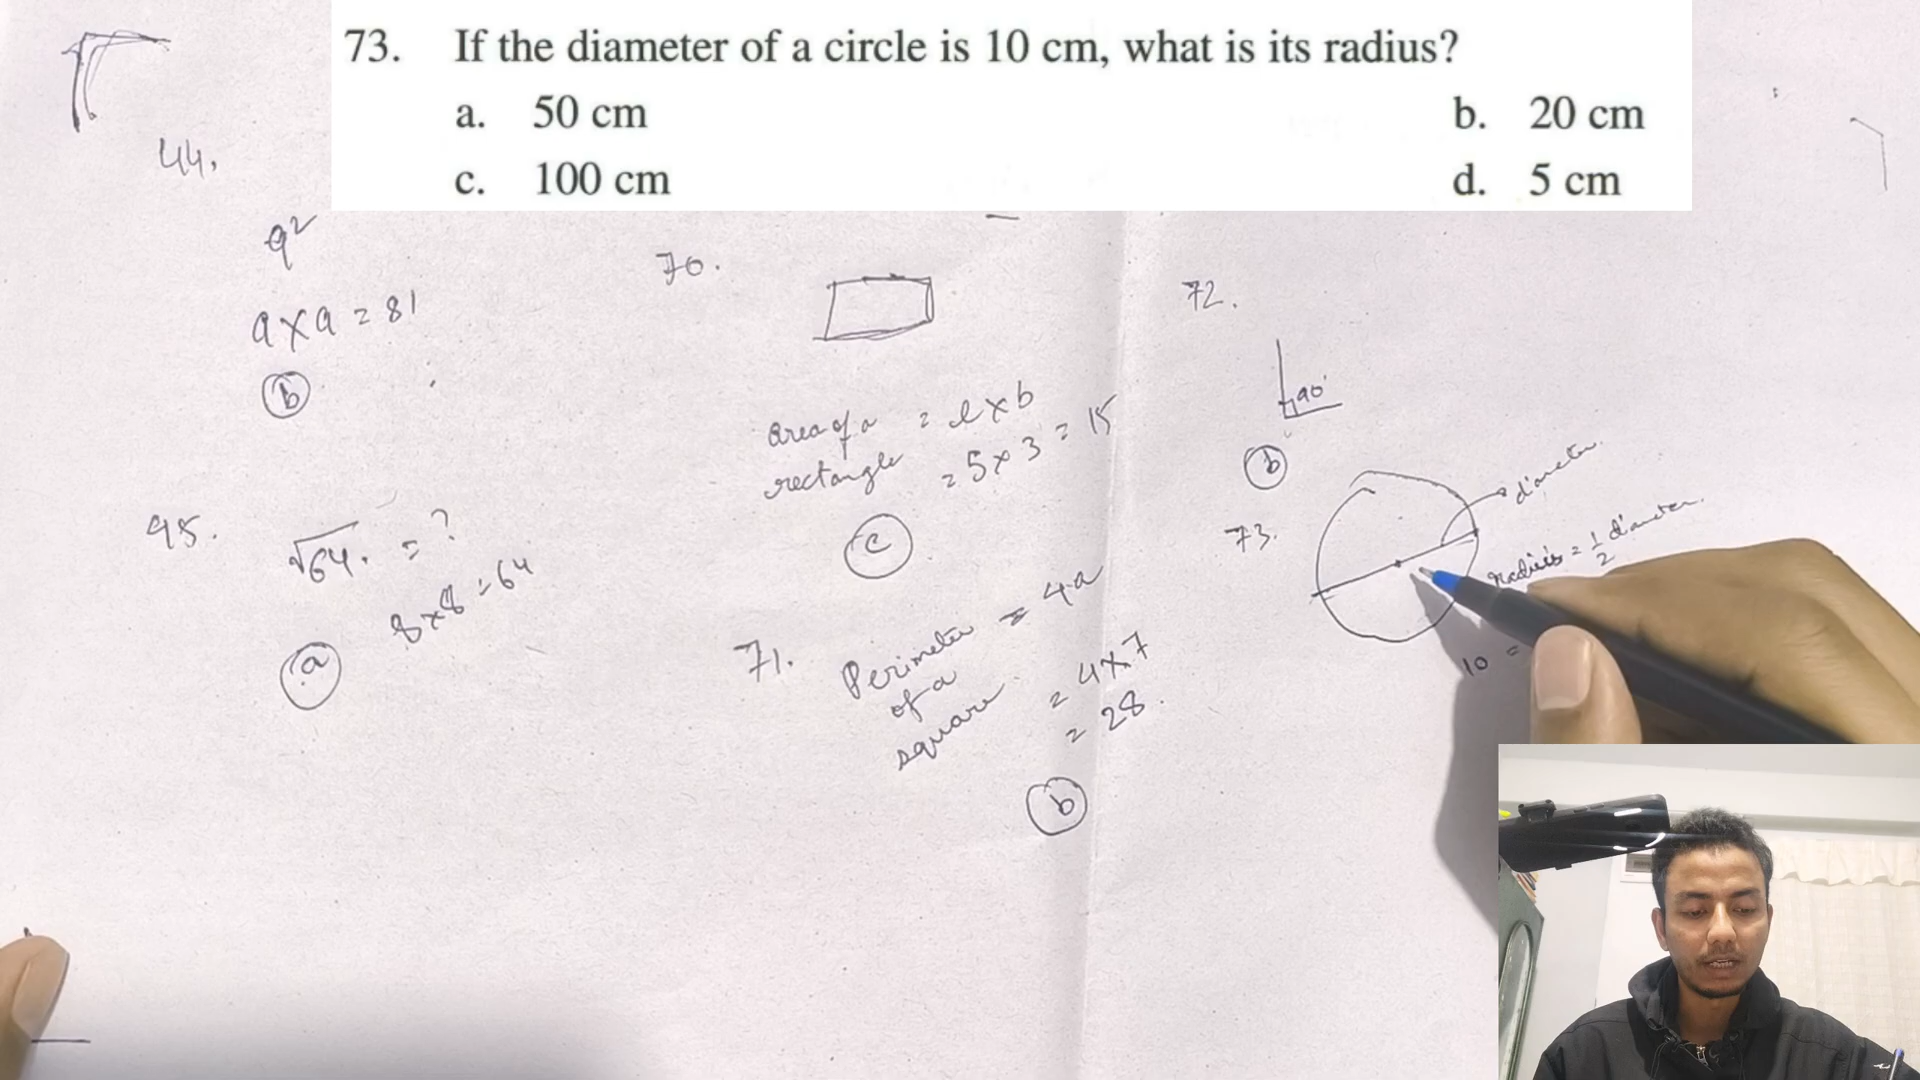 73. If the diameter of a circle is 10 cm, what is its radius?
a. 50 cm b. 20 cm
c. 100 cm d. 5 cm
44.
9²
9 × 9 = 81
b
45.
√64. = ?
8 × 8 = 64
a
70.
area of a rectangle = l × b
= 5 × 3 = 15
c
71.
Perimeter of a square = 4a
= 4 × 7
= 28.
b
72.
90°
b
73.
diameter.
radius = 1/2 diameter.
10 =